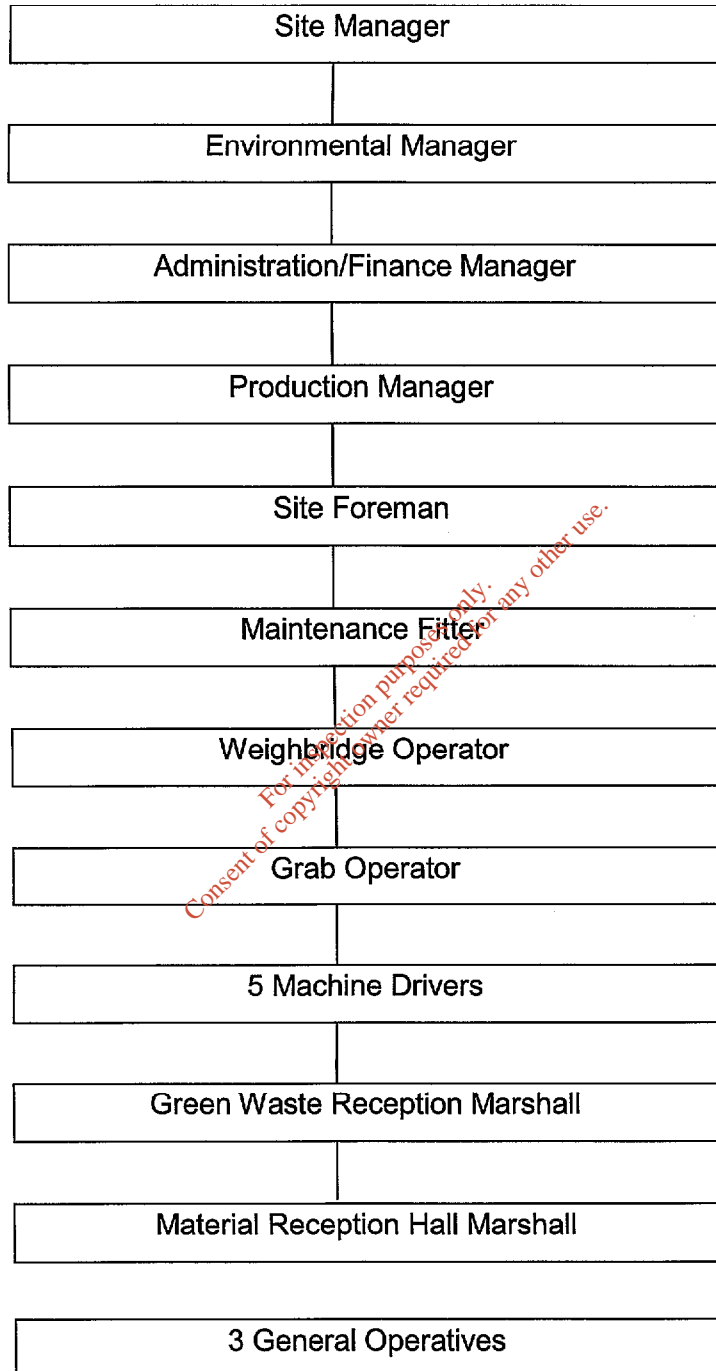 Site Manager
Environmental Manager
Administration/Finance Manager
Production Manager
Site Foreman
Maintenance Fitter
Weighbridge Operator
Grab Operator
5 Machine Drivers
Green Waste Reception Marshall
Material Reception Hall Marshall
3 General Operatives
For inspection purposes only.
Consent of copyright owner required for any other use.